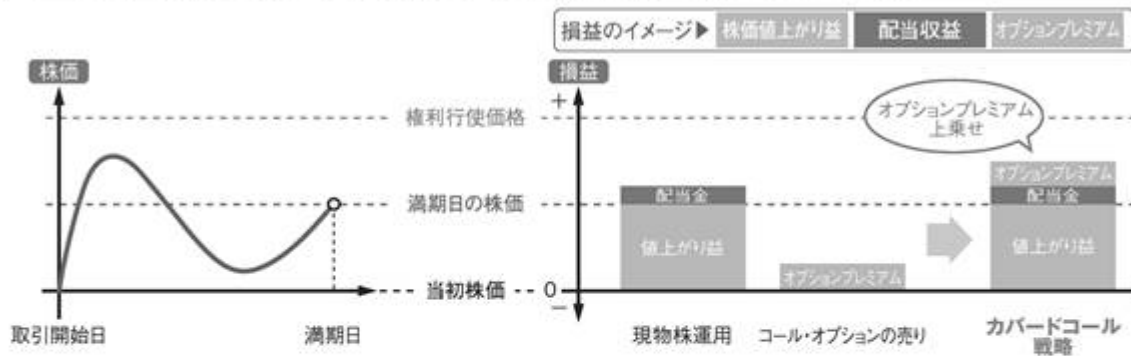 損益のイメージ▶ 株価値上がり益 配当収益 オプションプレミアム
株価
損益
+
権利行使価格
オプションプレミアム
上乗せ
オプションプレミアム
配当金
配当金
満期日の株価
値上がり益
値上がり益
オプションプレミアム
当初株価
0
−
取引開始日
満期日
現物株運用
コール・オプションの売り
カバードコール
戦略